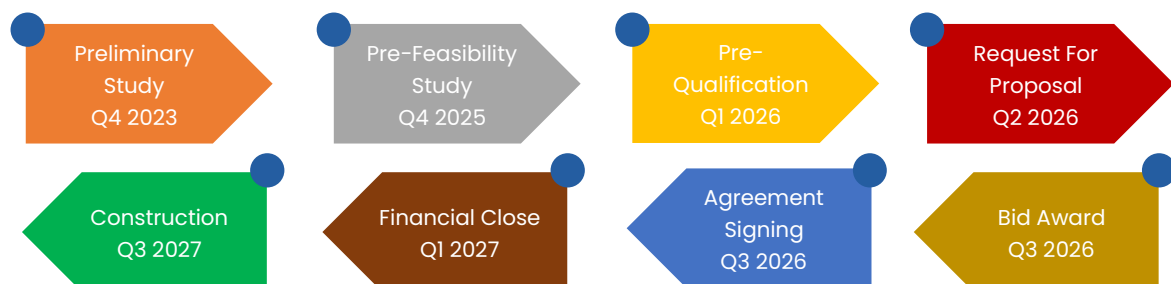 Preliminary
Study
Q4 2023
Pre-Feasibility
Study
Q4 2025
Pre-
Qualification
Q1 2026
Request For
Proposal
Q2 2026
Bid Award
Q3 2026
Agreement
Signing
Q3 2026
Financial Close
Q1 2027
Construction
Q3 2027